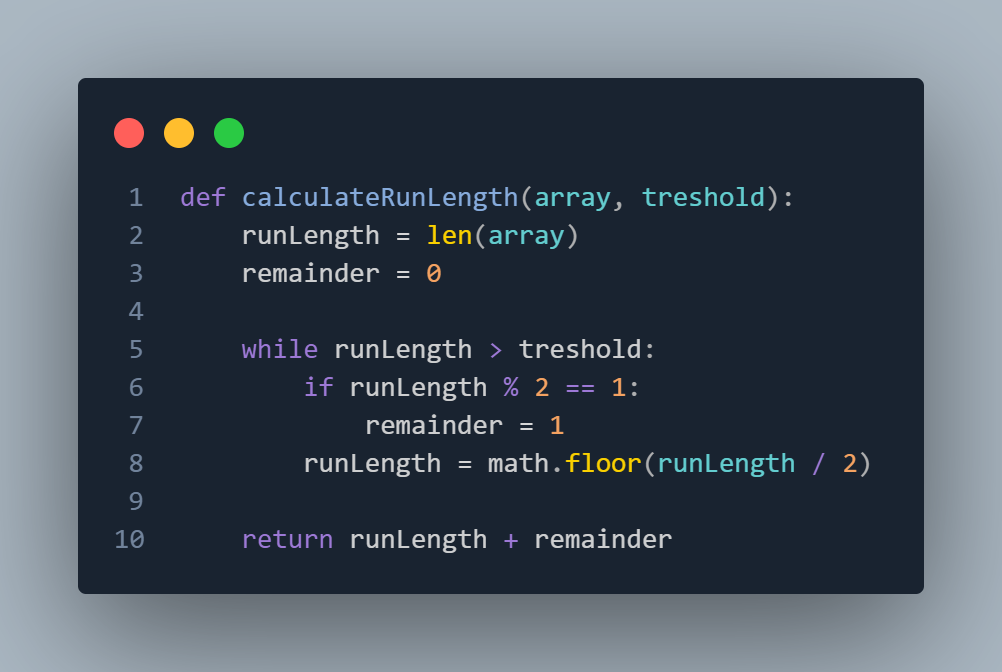 1 def calculateRunLength(array, treshold):
2     runLength = len(array)
3     remainder = 0
4
5     while runLength > treshold:
6         if runLength % 2 == 1:
7             remainder = 1
8         runLength = math.floor(runLength / 2)
9
10     return runLength + remainder